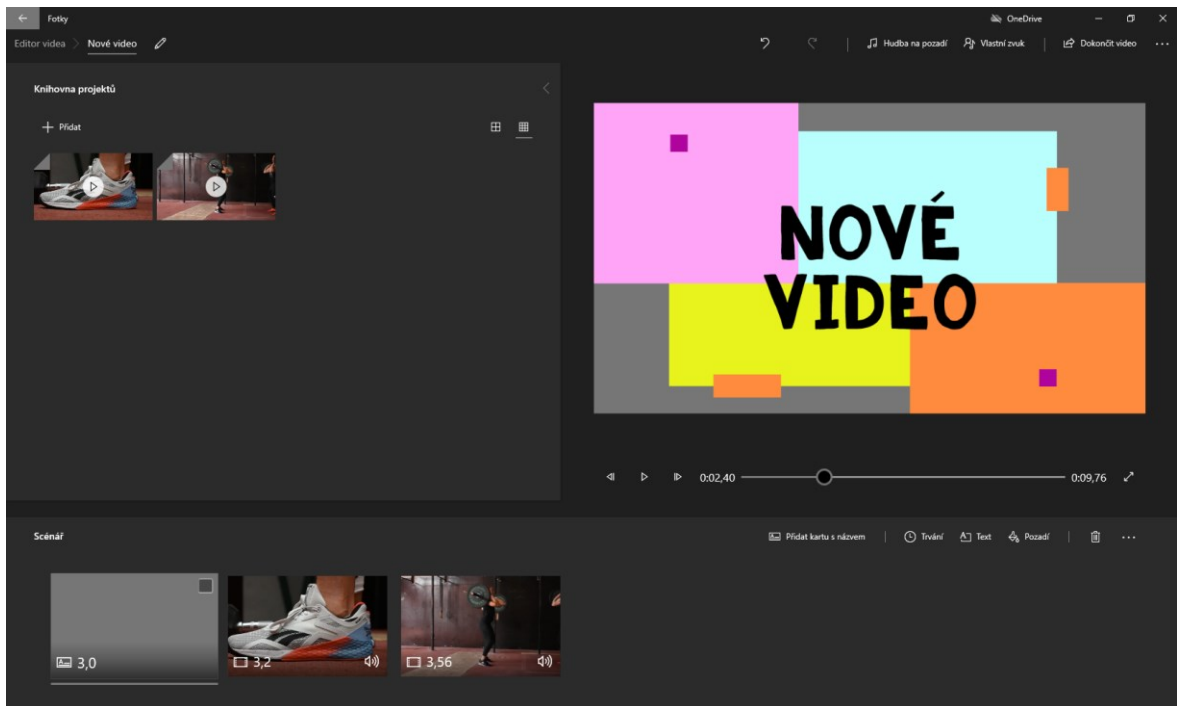 Fotky
OneDrive
Editor videa > Nové video
Hudba na pozadí
Vlastní zvuk
Dokončit video
Knihovna projektů
+ Přidat
NOVÉ
VIDEO
0:02,40
0:09,76
Scénář
Přidat kartu s názvem
Trvání
Text
Pozadí
3,0
3,2
3,56